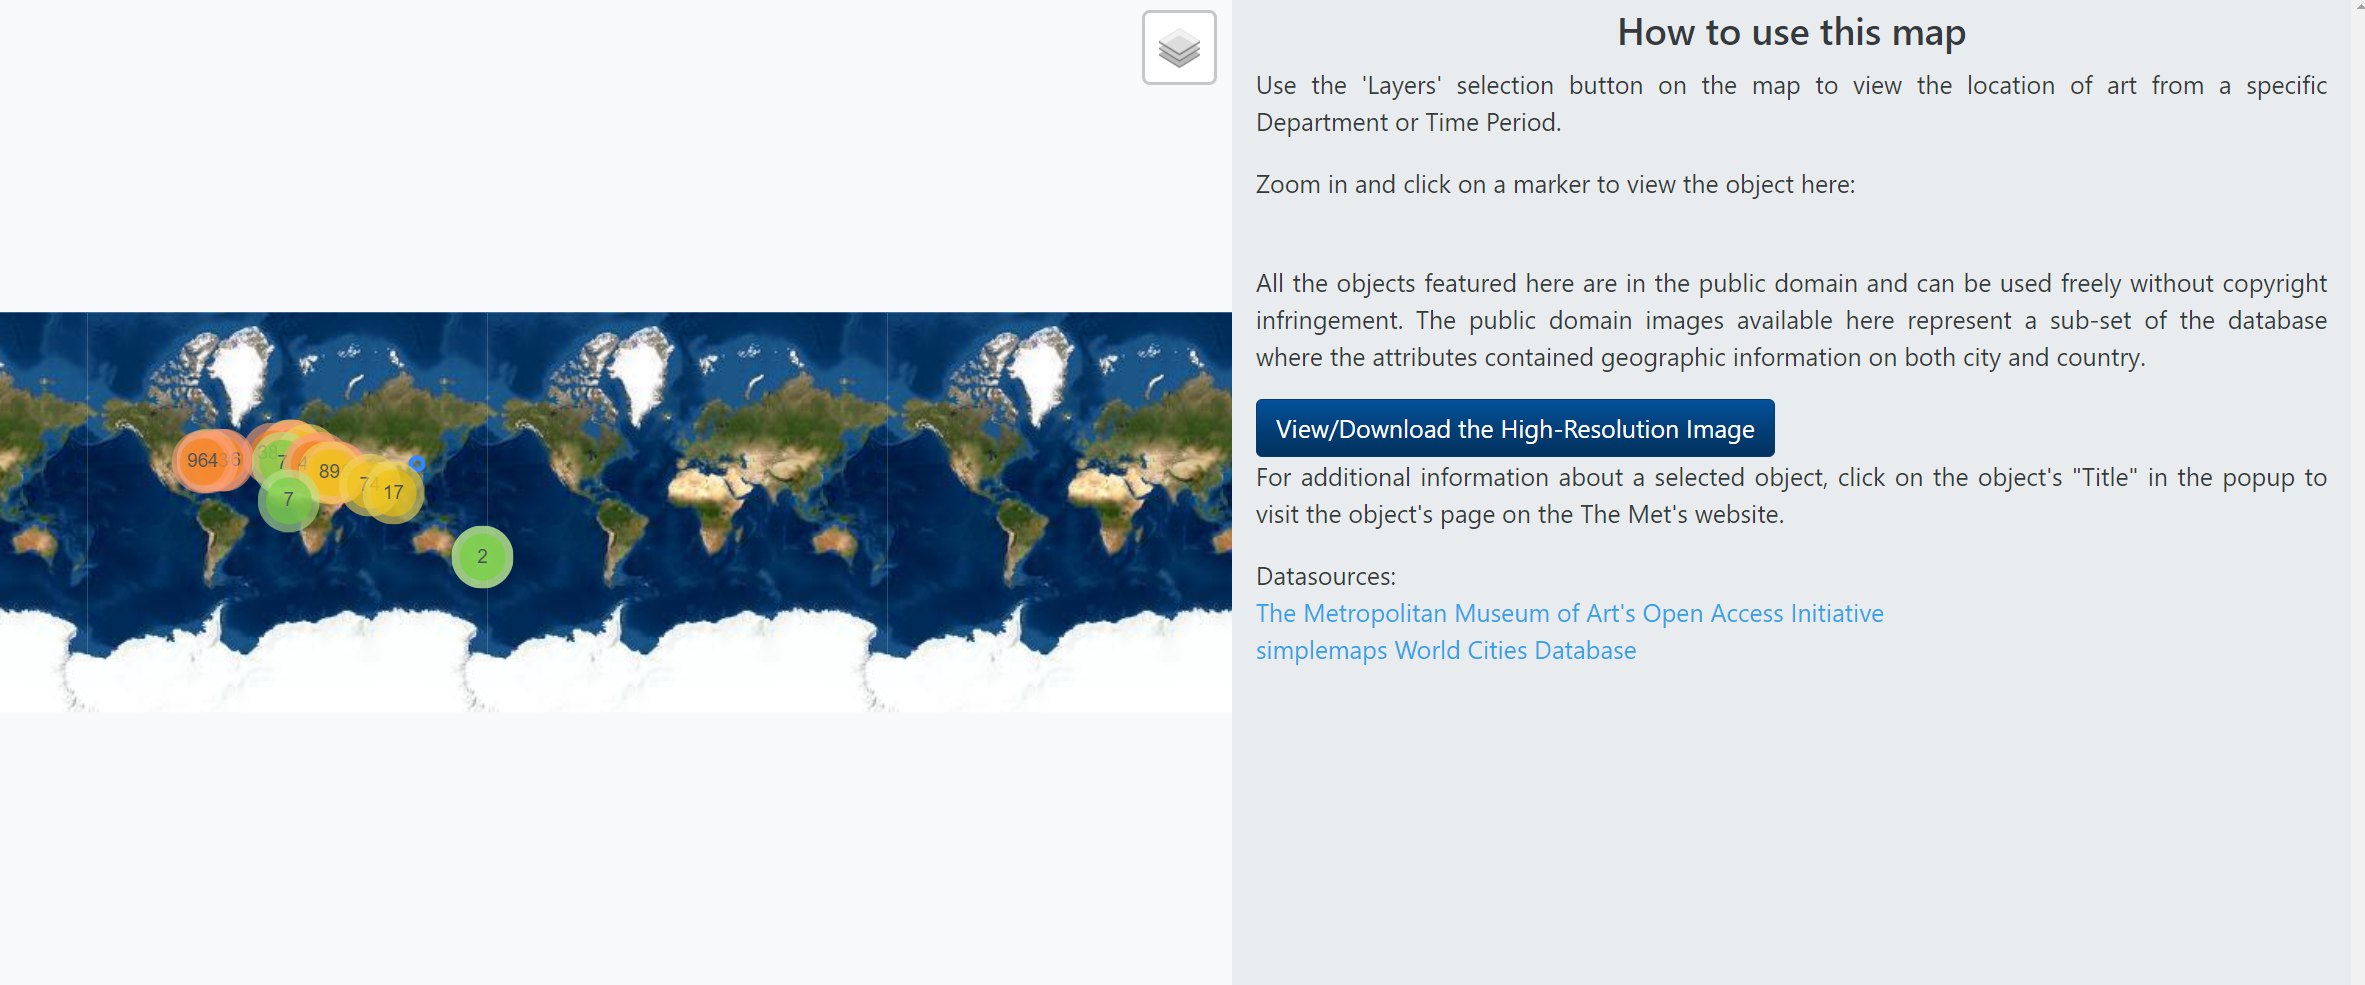 How to use this map
Use the 'Layers' selection button on the map to view the location of art from a specific
Department or Time Period.
Zoom in and click on a marker to view the object here:
All the objects featured here are in the public domain and can be used freely without copyright
infringement. The public domain images available here represent a sub-set of the database
where the attributes contained geographic information on both city and country.
View/Download the High-Resolution Image
For additional information about a selected object, click on the object's "Title" in the popup to
visit the object's page on the The Met's website.
Datasources:
The Metropolitan Museum of Art's Open Access Initiative
simplemaps World Cities Database
964
89
17
7
2